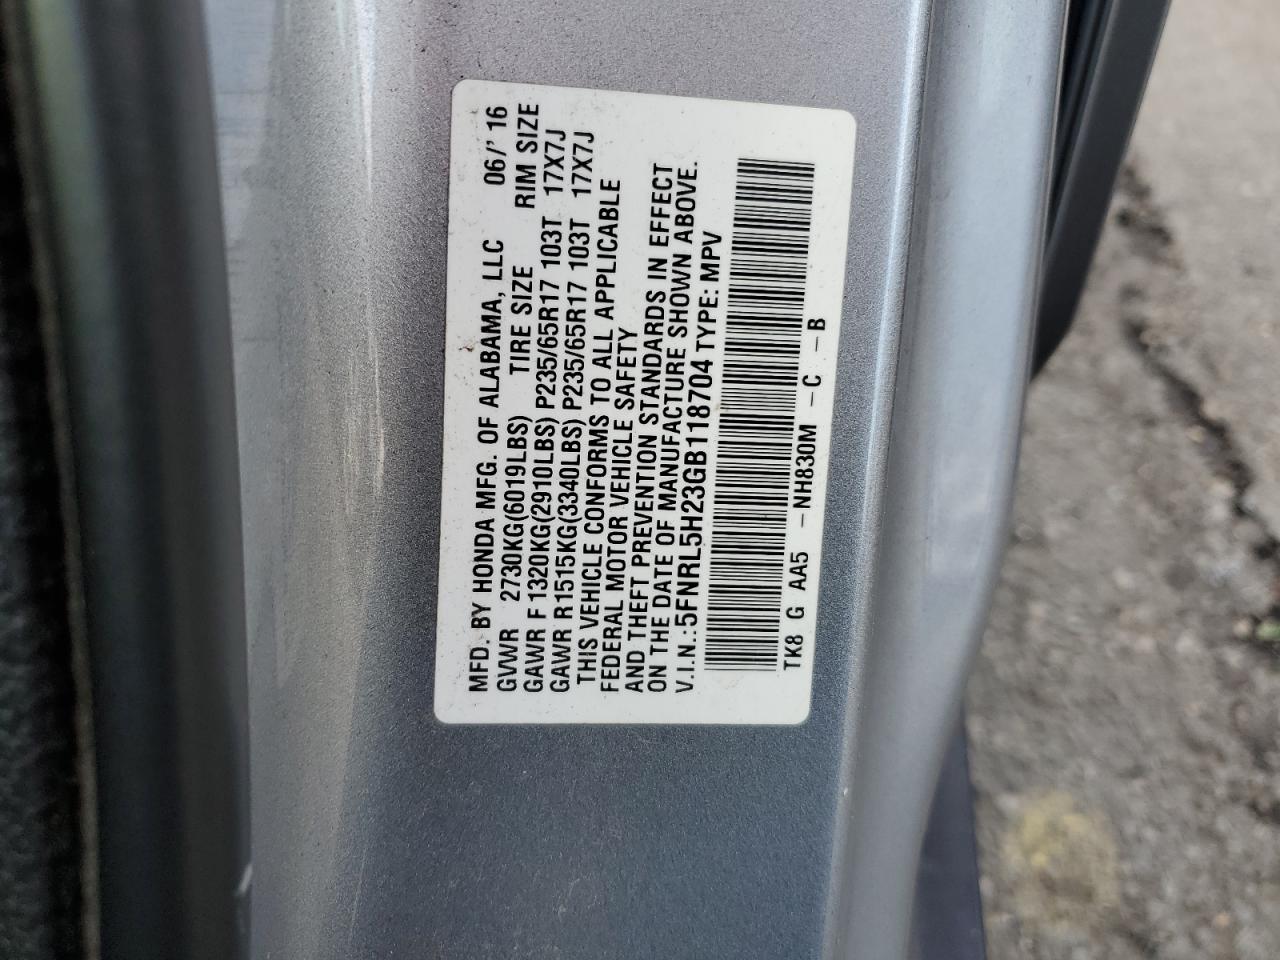 MFD. BY HONDA MFG. OF ALABAMA, LLC 06/' 16
GVWR 2730KG(6019LBS) TIRE SIZE RIM SIZE
GAWR F 1320KG(2910LBS) P235/65R17 103T 17X7J
GAWR R1515KG(3340LBS) P235/65R17 103T 17X7J
THIS VEHICLE CONFORMS TO ALL APPLICABLE
FEDERAL MOTOR VEHICLE SAFETY
AND THEFT PREVENTION STANDARDS IN EFFECT
ON THE DATE OF MANUFACTURE SHOWN ABOVE.
V.I.N.:5FNRL5H23GB118704 TYPE: MPV
TK8 G AA5 -NH830M -C -B